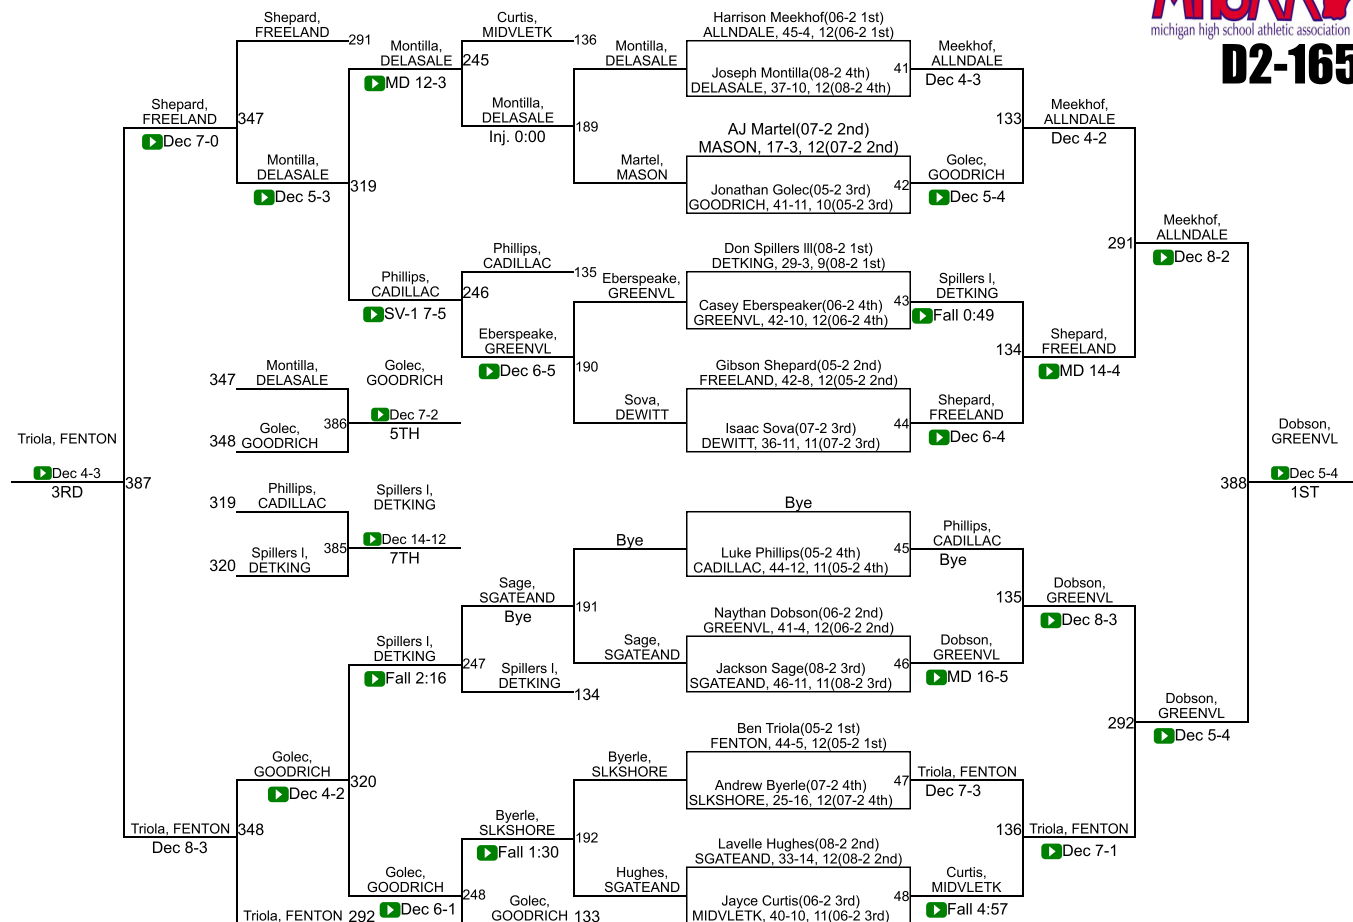 MHSAA
michigan high school athletic association
D2-165
Shepard,
FREELAND
291
Curtis,
MIDVLETK
136
Harrison Meekhof(06-2 1st)
ALLNDALE, 45-4, 12(06-2 1st)
Montilla,
DELASALE
245
MD 12-3
Montilla,
DELASALE
Joseph Montilla(08-2 4th)
DELASALE, 37-10, 12(08-2 4th)
41
Meekhof,
ALLNDALE
Dec 4-3
Shepard,
FREELAND
347
Dec 7-0
Montilla,
DELASALE
189
Inj. 0:00
AJ Martel(07-2 2nd)
MASON, 17-3, 12(07-2 2nd)
133
Meekhof,
ALLNDALE
Dec 4-2
Montilla,
DELASALE
319
Dec 5-3
Martel,
MASON
Jonathan Golec(05-2 3rd)
GOODRICH, 41-11, 10(05-2 3rd)
42
Golec,
GOODRICH
Dec 5-4
291
Meekhof,
ALLNDALE
Dec 8-2
Phillips,
CADILLAC
135
Don Spillers lll(08-2 1st)
DETKING, 29-3, 9(08-2 1st)
Phillips,
CADILLAC
246
SV-1 7-5
Eberspeake,
GREENVL
Casey Eberspeaker(06-2 4th)
GREENVL, 42-10, 12(06-2 4th)
43
Spillers l,
DETKING
Fall 0:49
Eberspeake,
GREENVL
190
Dec 6-5
Gibson Shepard(05-2 2nd)
FREELAND, 42-8, 12(05-2 2nd)
134
Shepard,
FREELAND
MD 14-4
347
Montilla,
DELASALE
Golec,
GOODRICH
Sova,
DEWITT
Isaac Sova(07-2 3rd)
DEWITT, 36-11, 11(07-2 3rd)
44
Shepard,
FREELAND
Dec 6-4
386
Dec 7-2
5TH
348
Golec,
GOODRICH
Triola, FENTON
Dec 4-3
3RD
387
388
Dobson,
GREENVL
Dec 5-4
1ST
319
Phillips,
CADILLAC
Spillers l,
DETKING
385
Dec 14-12
7TH
320
Spillers l,
DETKING
Bye
Bye
Luke Phillips(05-2 4th)
CADILLAC, 44-12, 11(05-2 4th)
45
Phillips,
CADILLAC
Bye
Sage,
SGATEAND
191
Bye
Naythan Dobson(06-2 2nd)
GREENVL, 41-4, 12(06-2 2nd)
135
Dobson,
GREENVL
Dec 8-3
Spillers l,
DETKING
247
Fall 2:16
Sage,
SGATEAND
Jackson Sage(08-2 3rd)
SGATEAND, 46-11, 11(08-2 3rd)
46
Dobson,
GREENVL
MD 16-5
Spillers l,
DETKING
134
292
Dobson,
GREENVL
Dec 5-4
Ben Triola(05-2 1st)
FENTON, 44-5, 12(05-2 1st)
Golec,
GOODRICH
320
Dec 4-2
Byerle,
SLKSHORE
Andrew Byerle(07-2 4th)
SLKSHORE, 25-16, 12(07-2 4th)
47
Triola, FENTON
Dec 7-3
Triola, FENTON
348
Dec 8-3
Byerle,
SLKSHORE
192
Fall 1:30
Lavelle Hughes(08-2 2nd)
SGATEAND, 33-14, 12(08-2 2nd)
136
Triola, FENTON
Dec 7-1
Golec,
GOODRICH
248
Dec 6-1
Hughes,
SGATEAND
Jayce Curtis(06-2 3rd)
MIDVLETK, 40-10, 11(06-2 3rd)
48
Curtis,
MIDVLETK
Fall 4:57
Triola, FENTON
292
Golec,
GOODRICH
133